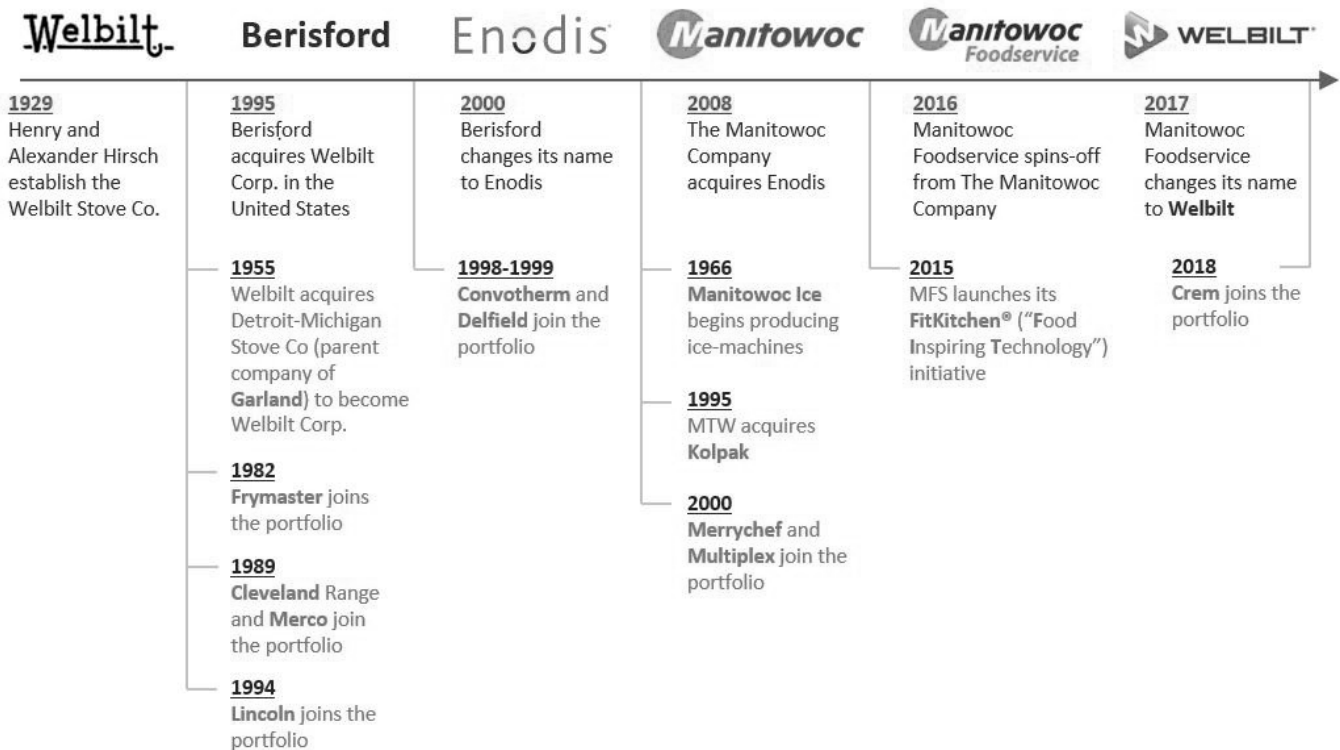 Welbilt
Berisford
Enodis
Manitowoc
Manitowoc
Foodservice
WELBILT
1929
Henry and
Alexander Hirsch
establish the
Welbilt Stove Co.
1995
Berisford
acquires Welbilt
Corp. in the
United States
2000
Berisford
changes its name
to Enodis
2008
The Manitowoc
Company
acquires Enodis
2016
Manitowoc
Foodservice spins-off
from The Manitowoc
Company
2017
Manitowoc
Foodservice
changes its name
to Welbilt
1955
Welbilt acquires
Detroit-Michigan
Stove Co (parent
company of
Garland) to become
Welbilt Corp.
1982
Frymaster joins
the portfolio
1989
Cleveland Range
and Merco join
the portfolio
1994
Lincoln joins the
portfolio
1998-1999
Convotherm and
Delfield join the
portfolio
1966
Manitowoc Ice
begins producing
ice-machines
1995
MTW acquires
Kolpak
2000
Merrychef and
Multiplex join the
portfolio
2015
MFS launches its
FitKitchen® (“Food
Inspiring Technology”)
initiative
2018
Crem joins the
portfolio